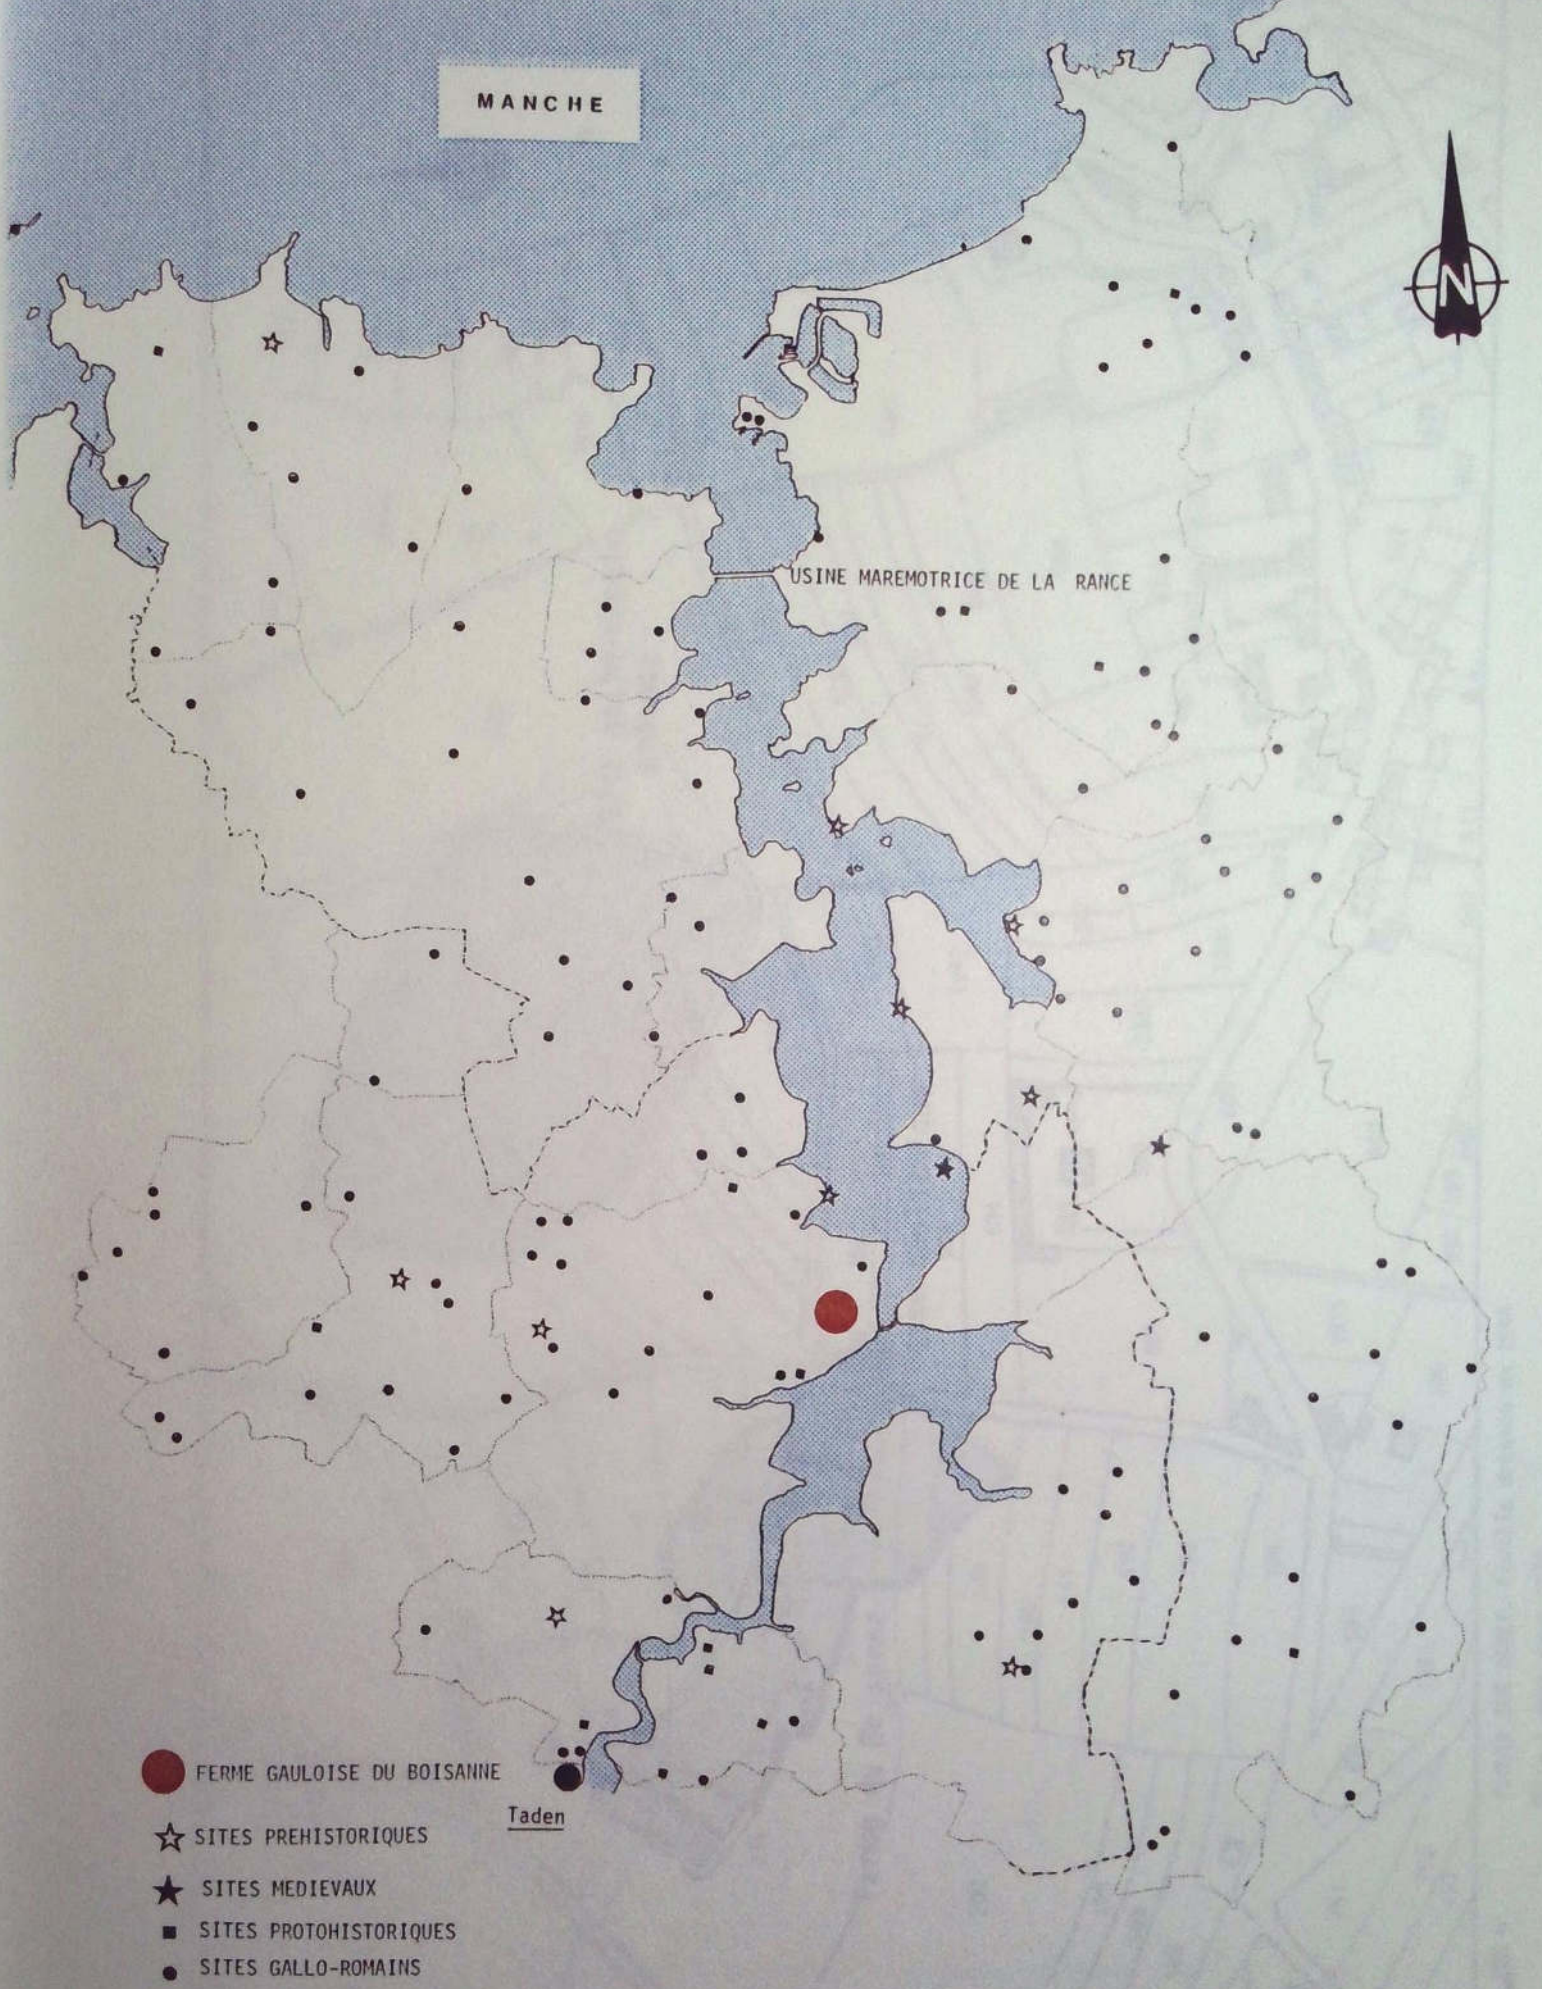 MANCHE
N
USINE MAREMOTRICE DE LA RANCE
FERME GAULOISE DU BOISANNE
Taden
SITES PREHISTORIQUES
SITES MEDIEVAUX
SITES PROTOHISTORIQUES
SITES GALLO-ROMAINS